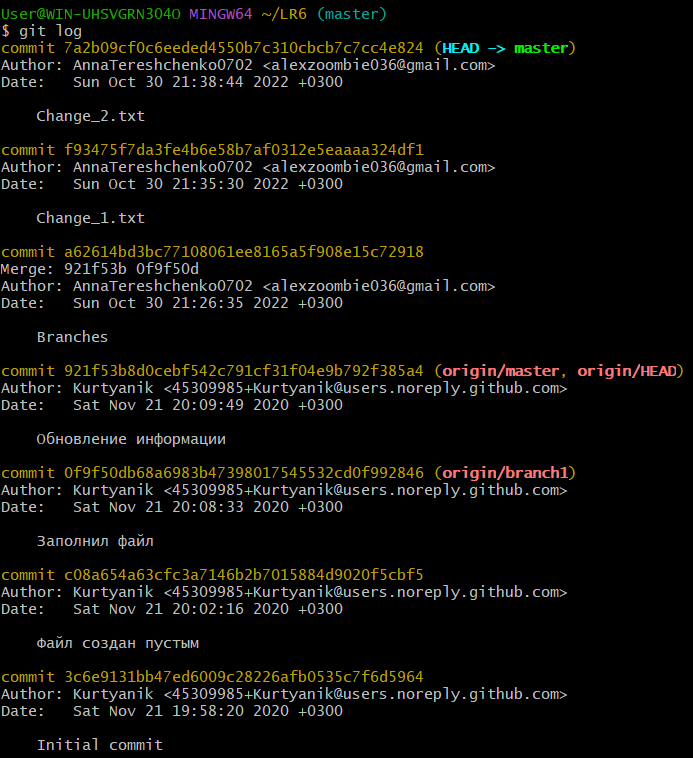 User@WIN-UHSVGRN304O MINGW64 ~/LR6 (master)
$ git log
commit 7a2b09cf0c6eeded4550b7c310cbcb7c7cc4e824 (HEAD -> master)
Author: AnnaTereshchenko0702 <alexzoombie036@gmail.com>
Date:   Sun Oct 30 21:38:44 2022 +0300
    Change_2.txt
commit f93475f7da3fe4b6e58b7af0312e5eaaaa324df1
Author: AnnaTereshchenko0702 <alexzoombie036@gmail.com>
Date:   Sun Oct 30 21:35:30 2022 +0300
    Change_1.txt
commit a62614bd3bc77108061ee8165a5f908e15c72918
Merge: 921f53b 0f9f50d
Author: AnnaTereshchenko0702 <alexzoombie036@gmail.com>
Date:   Sun Oct 30 21:26:35 2022 +0300
    Branches
commit 921f53b8d0cebf542c791cf31f04e9b792f385a4 (origin/master, origin/HEAD)
Author: Kurtyanik <45309985+Kurtyanik@users.noreply.github.com>
Date:   Sat Nov 21 20:09:49 2020 +0300
    Обновление информации
commit 0f9f50db68a6983b47398017545532cd0f992846 (origin/branch1)
Author: Kurtyanik <45309985+Kurtyanik@users.noreply.github.com>
Date:   Sat Nov 21 20:08:33 2020 +0300
    Заполнил файл
commit c08a654a63cfc3a7146b2b7015884d9020f5cbf5
Author: Kurtyanik <45309985+Kurtyanik@users.noreply.github.com>
Date:   Sat Nov 21 20:02:16 2020 +0300
    Файл создан пустым
commit 3c6e9131bb47ed6009c28226afb0535c7f6d5964
Author: Kurtyanik <45309985+Kurtyanik@users.noreply.github.com>
Date:   Sat Nov 21 19:58:20 2020 +0300
    Initial commit